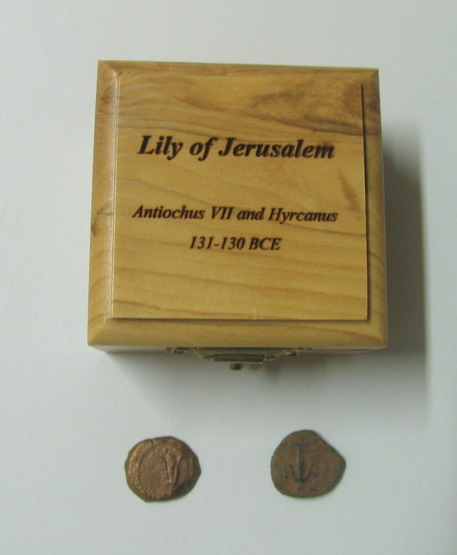 Lily of Jerusalem
Antiochus VII and Hyrcanus
131-130 BCE